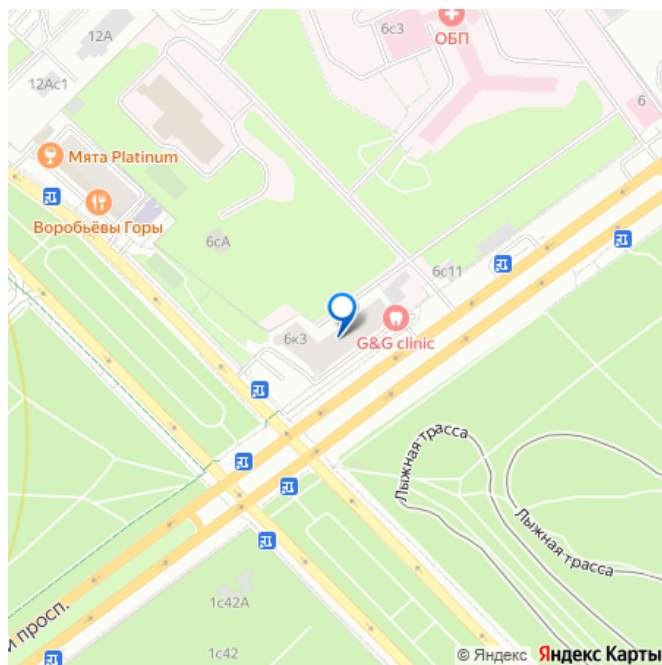 12А
6с3
ОБП
12Ас1
6
Мята Platinum
Воробьёвы Горы
6сА
6с11
6к3
G&G clinic
Лыжная трасса
Лыжная трасса
1с42А
й просп.
1с42
© Яндекс Яндекс Карты